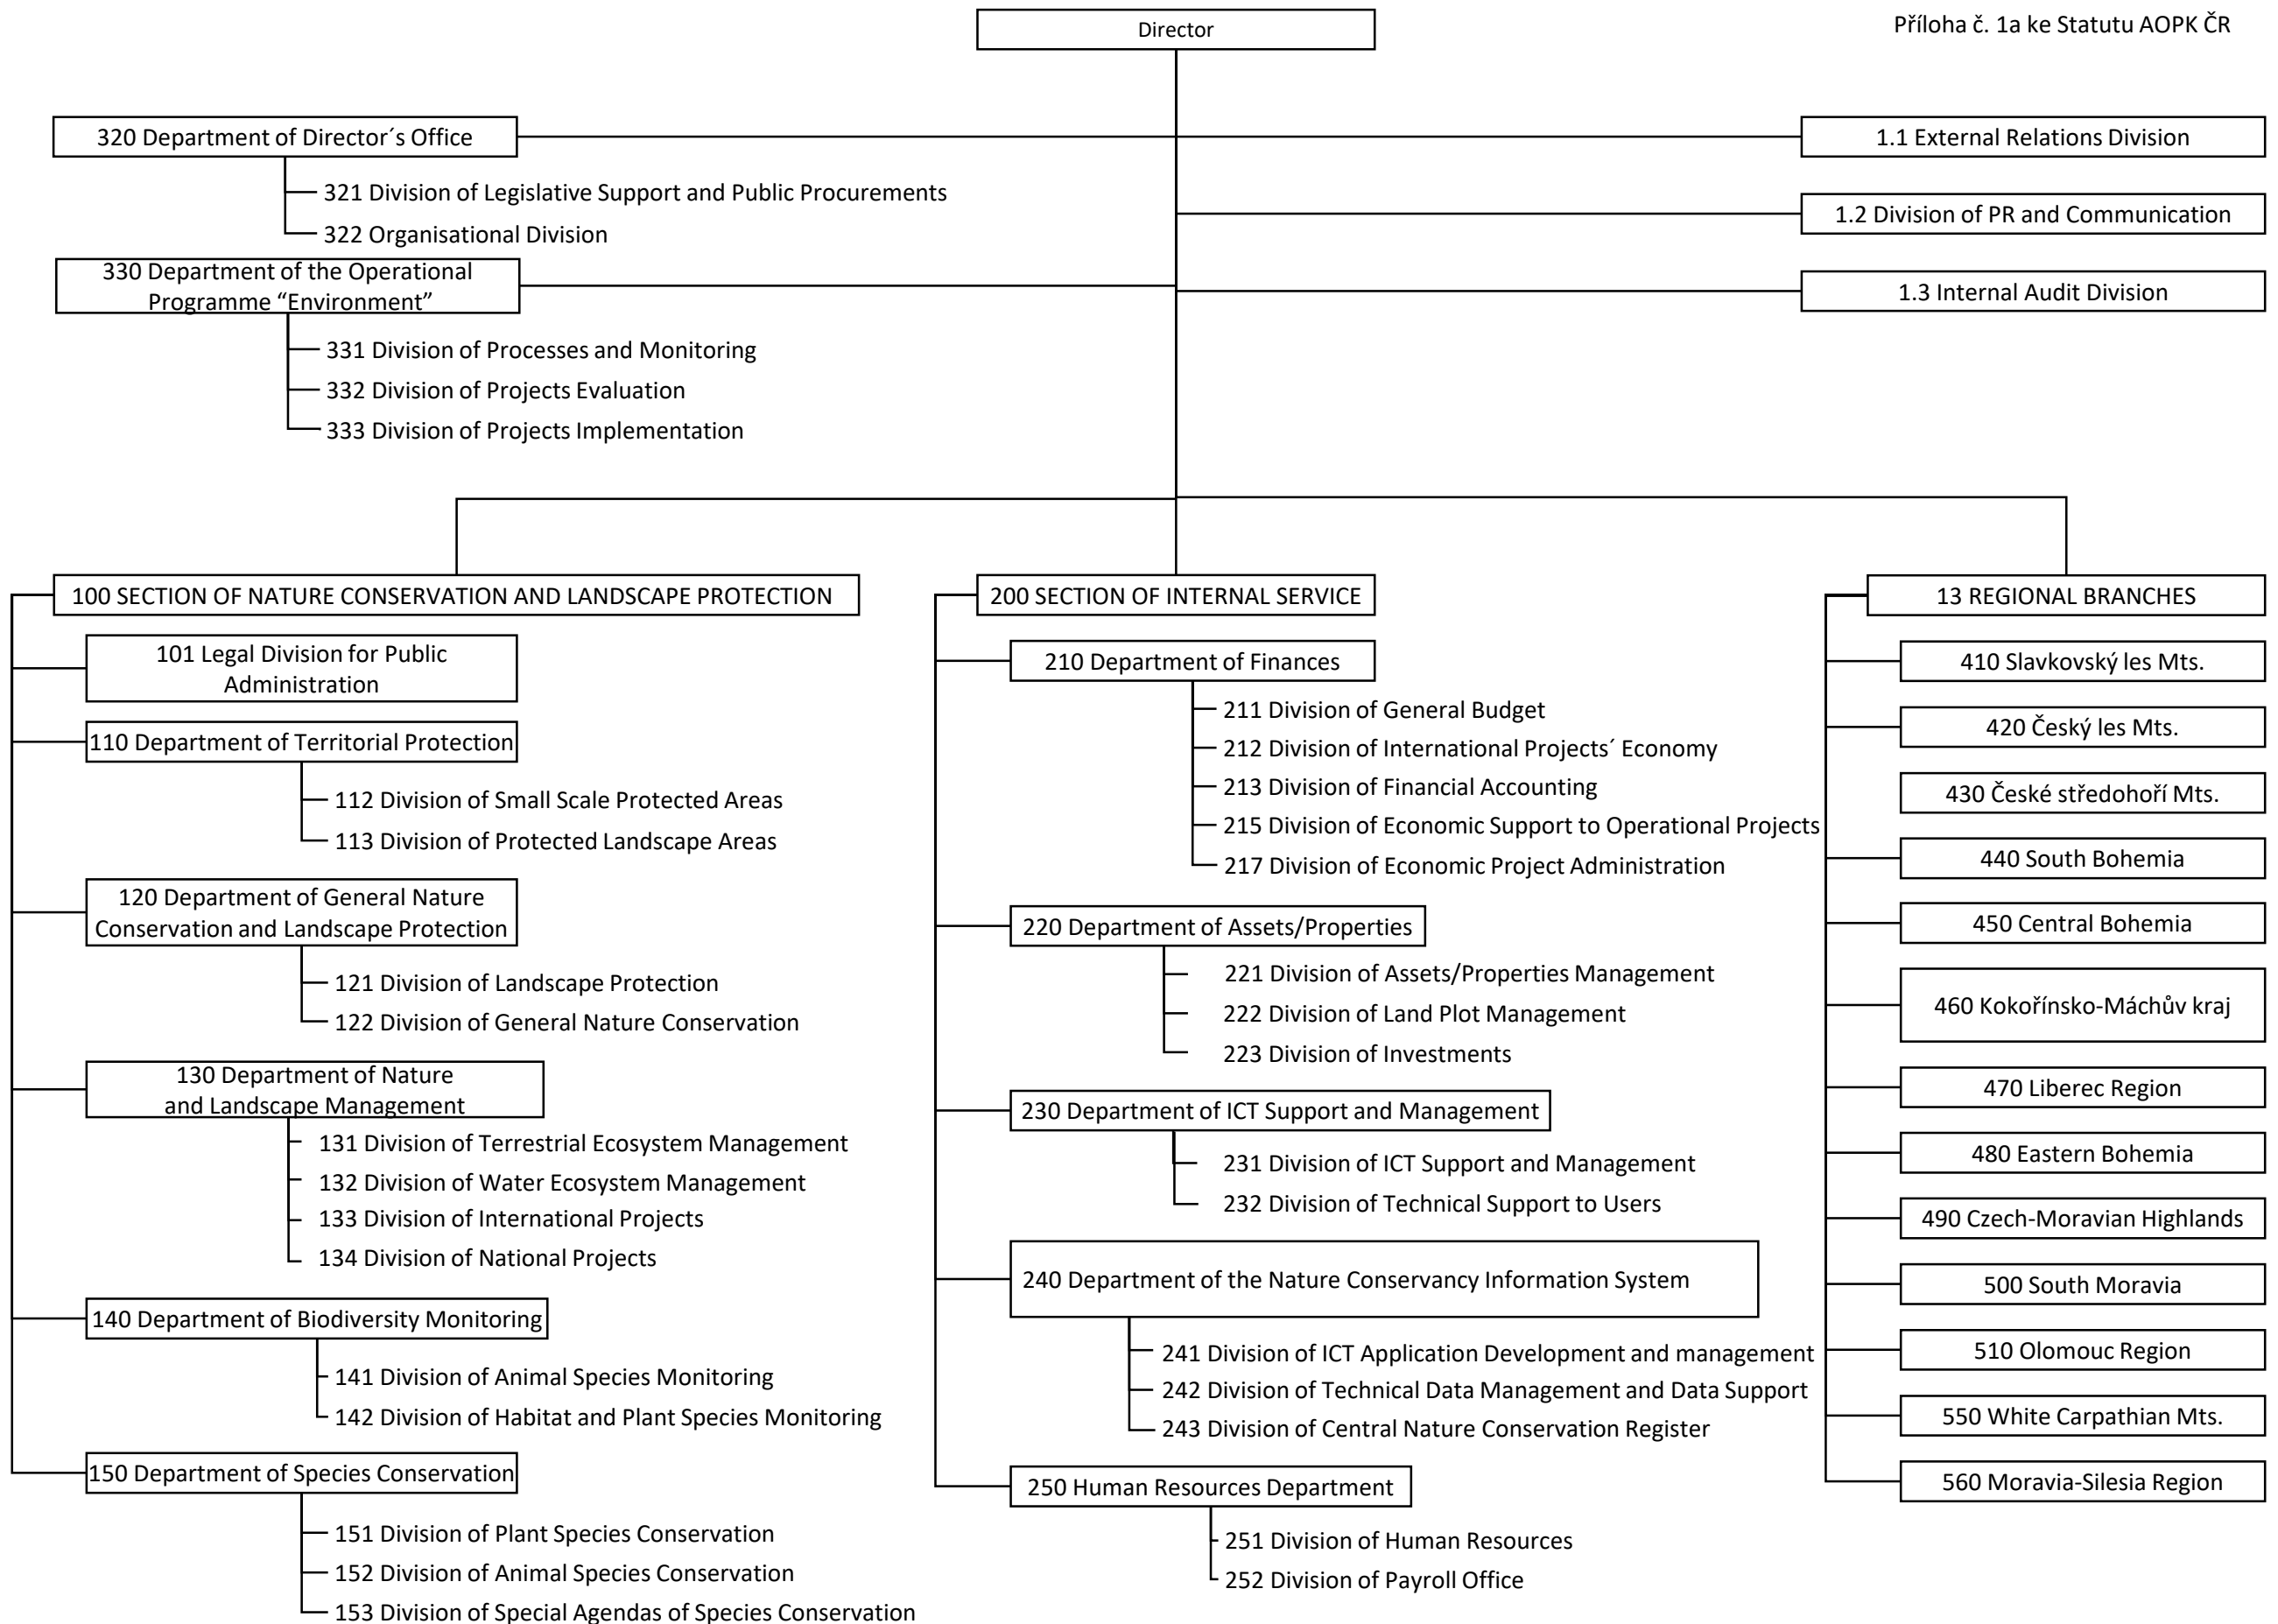 Director
Příloha č. 1a ke Statutu AOPK ČR
320 Department of Director´s Office
321 Division of Legislative Support and Public Procurements
322 Organisational Division
330 Department of the Operational
Programme “Environment”
331 Division of Processes and Monitoring
332 Division of Projects Evaluation
333 Division of Projects Implementation
1.1 External Relations Division
1.2 Division of PR and Communication
1.3 Internal Audit Division
100 SECTION OF NATURE CONSERVATION AND LANDSCAPE PROTECTION
101 Legal Division for Public
Administration
110 Department of Territorial Protection
112 Division of Small Scale Protected Areas
113 Division of Protected Landscape Areas
120 Department of General Nature
Conservation and Landscape Protection
121 Division of Landscape Protection
122 Division of General Nature Conservation
130 Department of Nature
and Landscape Management
131 Division of Terrestrial Ecosystem Management
132 Division of Water Ecosystem Management
133 Division of International Projects
134 Division of National Projects
140 Department of Biodiversity Monitoring
141 Division of Animal Species Monitoring
142 Division of Habitat and Plant Species Monitoring
150 Department of Species Conservation
151 Division of Plant Species Conservation
152 Division of Animal Species Conservation
153 Division of Special Agendas of Species Conservation
200 SECTION OF INTERNAL SERVICE
210 Department of Finances
211 Division of General Budget
212 Division of International Projects´ Economy
213 Division of Financial Accounting
215 Division of Economic Support to Operational Projects
217 Division of Economic Project Administration
220 Department of Assets/Properties
221 Division of Assets/Properties Management
222 Division of Land Plot Management
223 Division of Investments
230 Department of ICT Support and Management
231 Division of ICT Support and Management
232 Division of Technical Support to Users
240 Department of the Nature Conservancy Information System
241 Division of ICT Application Development and management
242 Division of Technical Data Management and Data Support
243 Division of Central Nature Conservation Register
250 Human Resources Department
251 Division of Human Resources
252 Division of Payroll Office
13 REGIONAL BRANCHES
410 Slavkovský les Mts.
420 Český les Mts.
430 České středohoří Mts.
440 South Bohemia
450 Central Bohemia
460 Kokořínsko-Máchův kraj
470 Liberec Region
480 Eastern Bohemia
490 Czech-Moravian Highlands
500 South Moravia
510 Olomouc Region
550 White Carpathian Mts.
560 Moravia-Silesia Region